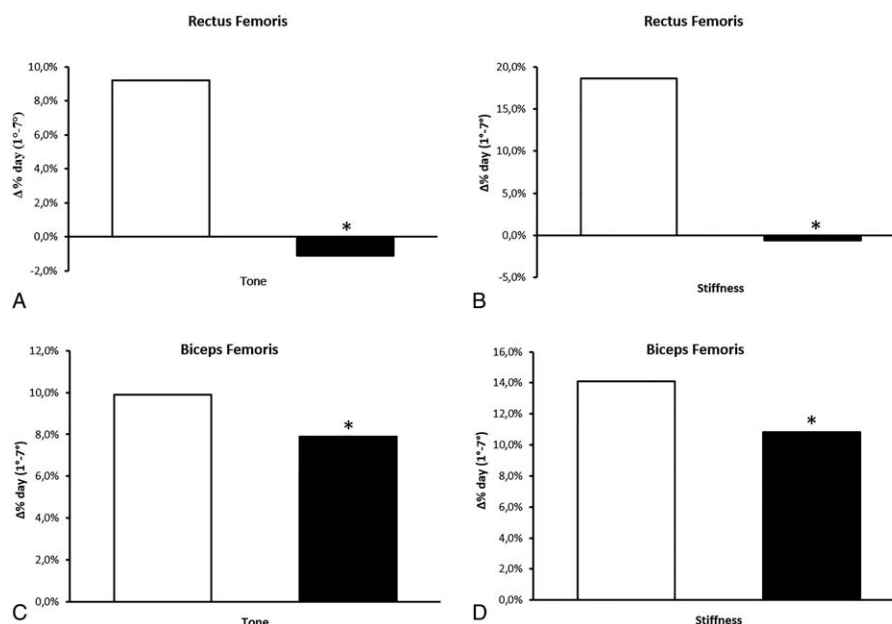 Rectus Femoris
10,0%
8,0%
6,0%
4,0%
2,0%
0,0%
-2,0%
Δ % day (1°-7°)
*
Tone
A
Rectus Femoris
20,0%
15,0%
10,0%
5,0%
0,0%
-5,0%
Δ% day (1°-7°)
*
Stiffness
B
Biceps Femoris
12,0%
10,0%
8,0%
6,0%
4,0%
2,0%
0,0%
Δ% day (1°-7°)
*
Tone
C
Biceps Femoris
16,0%
14,0%
12,0%
10,0%
8,0%
6,0%
4,0%
2,0%
0,0%
Δ% day (1°-7°)
*
Stiffness
D